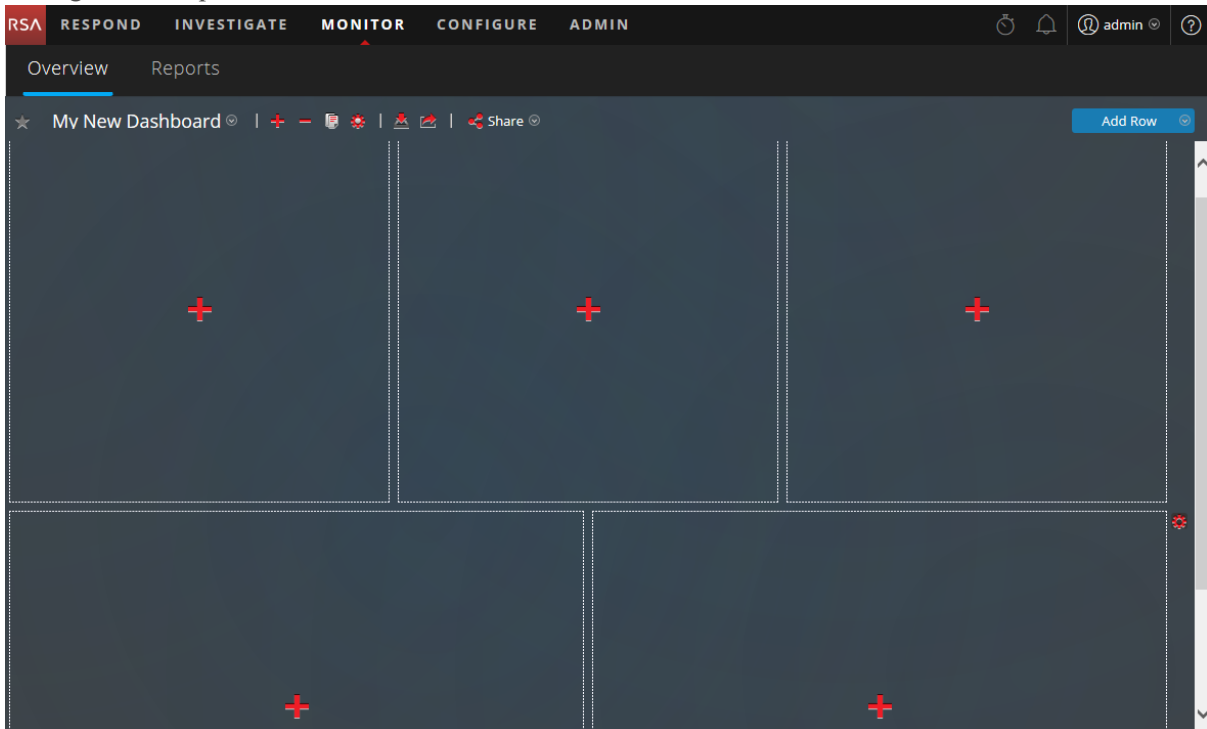 RSA RESPOND INVESTIGATE MONITOR CONFIGURE ADMIN admin ?
Overview Reports
My New Dashboard Share Add Row